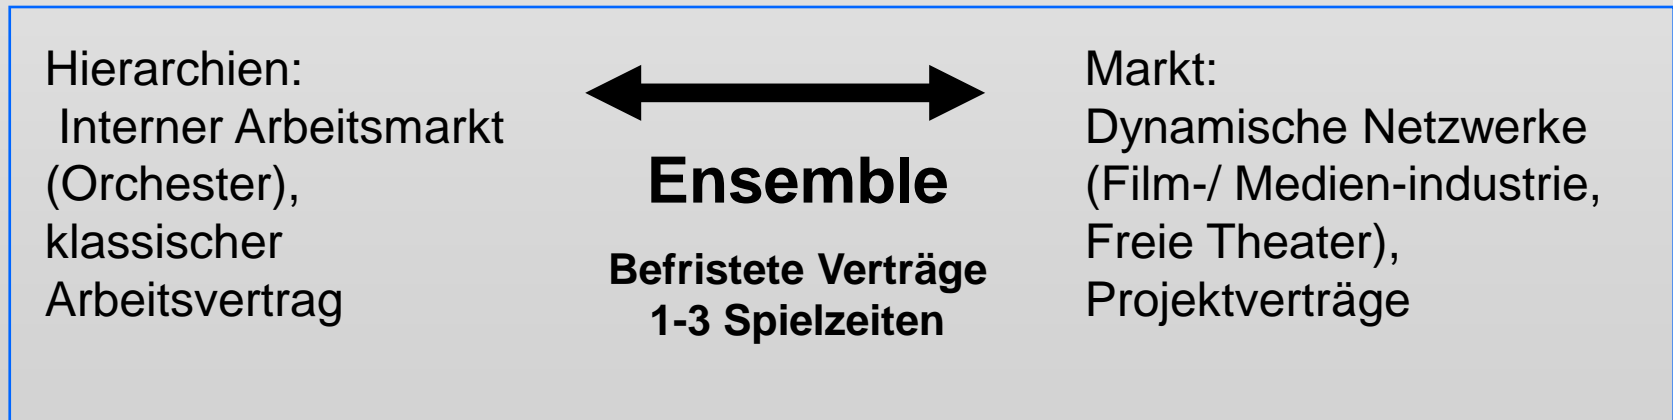 Hierarchien:
Interner Arbeitsmarkt
(Orchester),
klassischer
Arbeitsvertrag
Ensemble
Befristete Verträge
1-3 Spielzeiten
Markt:
Dynamische Netzwerke
(Film-/ Medien-industrie,
Freie Theater),
Projektverträge